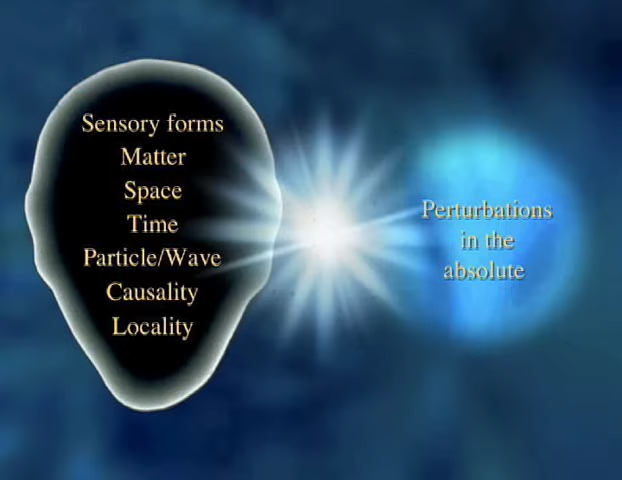 Sensory forms
Matter
Space
Time
Particle/Wave
Causality
Locality
Perturbations
in the
absolute